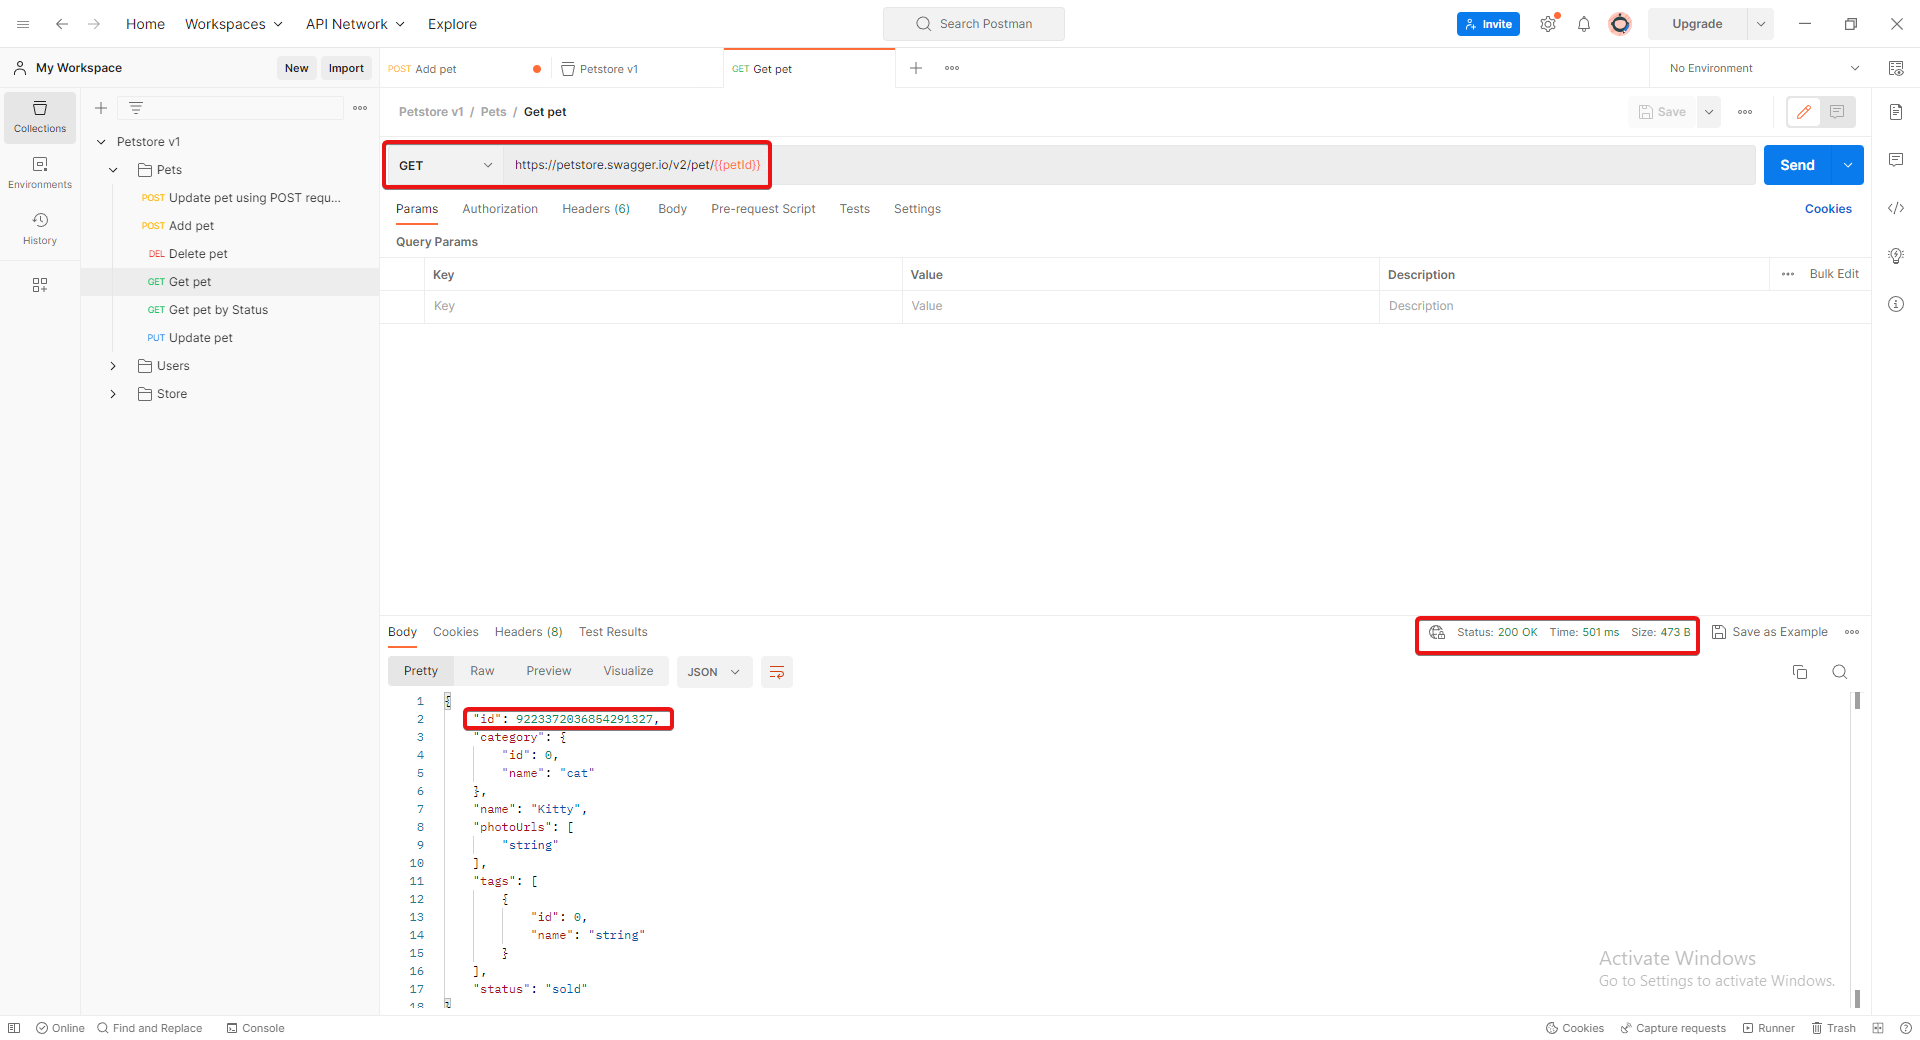 Home Workspaces API Network Explore Search Postman Invite Upgrade
My Workspace New Import POST Add pet Petstore v1 GET Get pet No Environment
Collections
Environments
History
Petstore v1
Pets
POST Update pet using POST requ...
POST Add pet
DEL Delete pet
GET Get pet
GET Get pet by Status
PUT Update pet
Users
Store
Petstore v1 / Pets / Get pet Save
GET https://petstore.swagger.io/v2/pet/{{petId}} Send
Params Authorization Headers (6) Body Pre-request Script Tests Settings Cookies
Query Params
Key Value Description Bulk Edit
Key Value Description
Body Cookies Headers (8) Test Results Status: 200 OK Time: 501 ms Size: 473 B Save as Example
Pretty Raw Preview Visualize JSON
1 {
2 "id": 9223372036854291327,
3 "category": {
4 "id": 0,
5 "name": "cat"
6 },
7 "name": "Kitty",
8 "photoUrls": [
9 "string"
10 ],
11 "tags": [
12 {
13 "id": 0,
14 "name": "string"
15 }
16 ],
17 "status": "sold"
18 }
Activate Windows
Go to Settings to activate Windows.
Online Find and Replace Console Cookies Capture requests Runner Trash